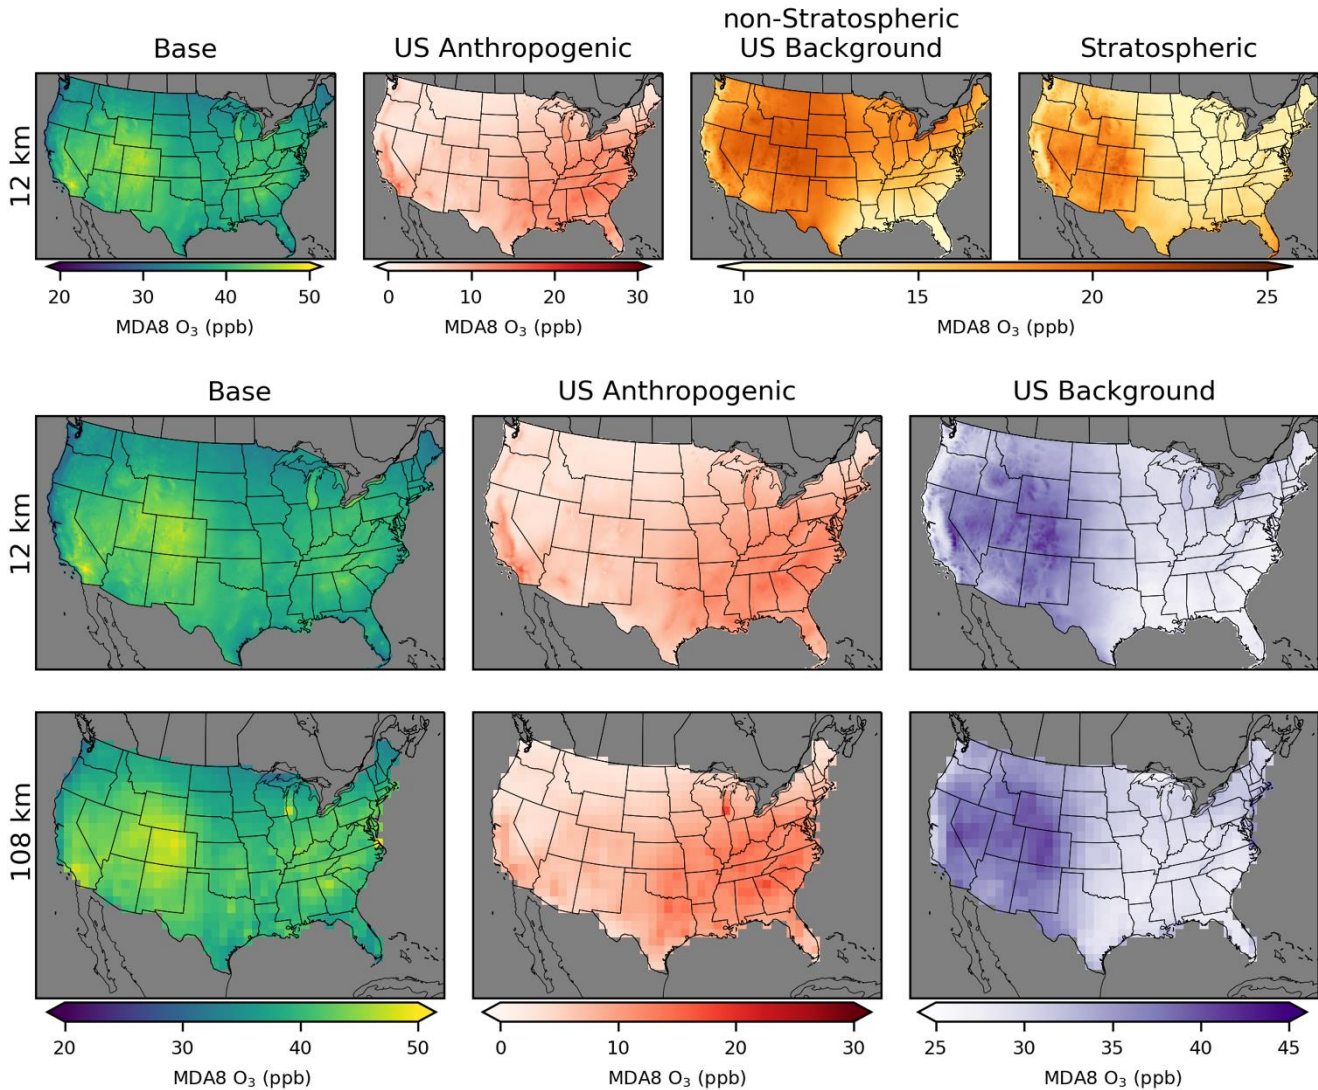 non-Stratospheric
Base US Anthropogenic US Background Stratospheric
12 km
20 30 40 50 0 10 20 30 10 15 20 25
MDA8 O₃ (ppb) MDA8 O₃ (ppb) MDA8 O₃ (ppb)
Base US Anthropogenic US Background
12 km
108 km
20 30 40 50 0 10 20 30 25 30 35 40 45
MDA8 O₃ (ppb) MDA8 O₃ (ppb) MDA8 O₃ (ppb)